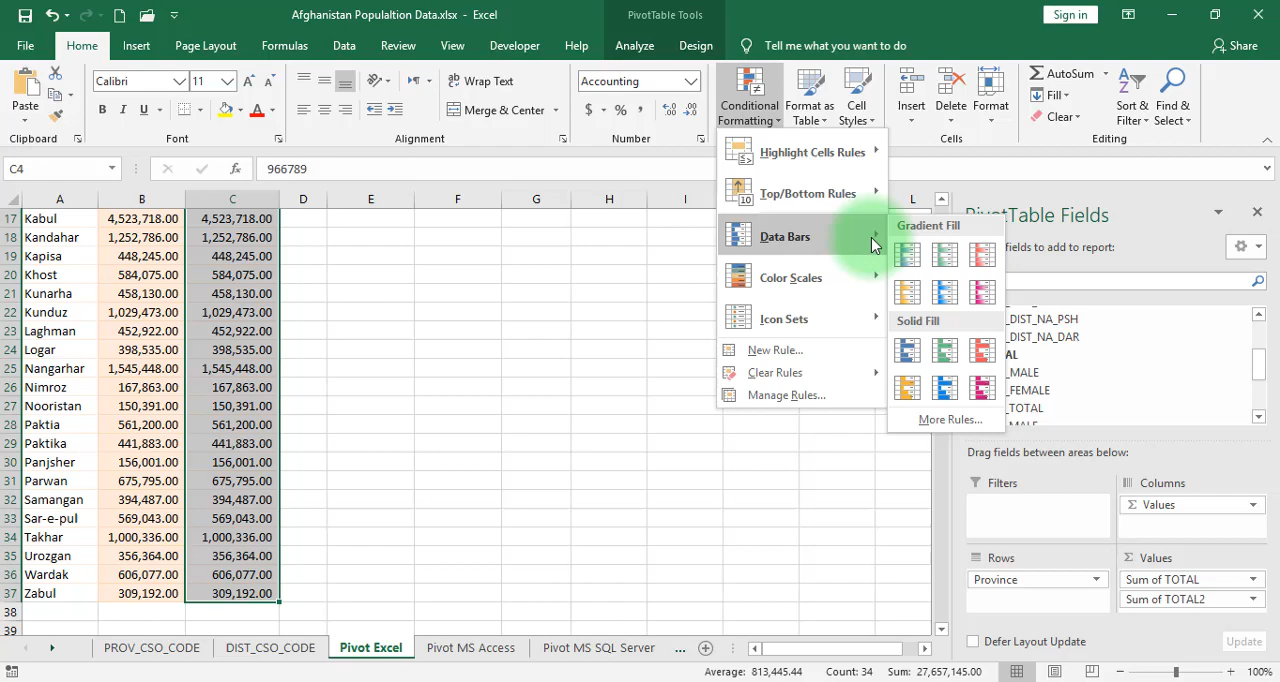 Afghanistan Populaltion Data.xlsx - Excel
PivotTable Tools
Sign in
File
Home
Insert
Page Layout
Formulas
Data
Review
View
Developer
Help
Analyze
Design
Tell me what you want to do
Share
Paste
Calibri
11
B I U
Wrap Text
Merge & Center
Accounting
$ % ,
Conditional Formatting
Format as Table
Cell Styles
Insert
Delete
Format
AutoSum
Fill
Clear
Sort & Filter
Find & Select
Clipboard
Font
Alignment
Number
Cells
Editing
C4
fx
966789
Highlight Cells Rules
Top/Bottom Rules
Data Bars
Color Scales
Icon Sets
New Rule...
Clear Rules
Manage Rules...
Gradient Fill
Solid Fill
More Rules...
A B C D E F G H I L
17 Kabul 4,523,718.00 4,523,718.00
18 Kandahar 1,252,786.00 1,252,786.00
19 Kapisa 448,245.00 448,245.00
20 Khost 584,075.00 584,075.00
21 Kunarha 458,130.00 458,130.00
22 Kunduz 1,029,473.00 1,029,473.00
23 Laghman 452,922.00 452,922.00
24 Logar 398,535.00 398,535.00
25 Nangarhar 1,545,448.00 1,545,448.00
26 Nimroz 167,863.00 167,863.00
27 Nooristan 150,391.00 150,391.00
28 Paktia 561,200.00 561,200.00
29 Paktika 441,883.00 441,883.00
30 Panjsher 156,001.00 156,001.00
31 Parwan 675,795.00 675,795.00
32 Samangan 394,487.00 394,487.00
33 Sar-e-pul 569,043.00 569,043.00
34 Takhar 1,000,336.00 1,000,336.00
35 Urozgan 356,364.00 356,364.00
36 Wardak 606,077.00 606,077.00
37 Zabul 309,192.00 309,192.00
38
39
PivotTable Fields
fields to add to report:
_DIST_NA_PSH
_DIST_NA_DAR
AL
_MALE
_FEMALE
_TOTAL
Drag fields between areas below:
Filters
Columns
Σ Values
Rows
Σ Values
Province
Sum of TOTAL
Sum of TOTAL2
Defer Layout Update
Update
PROV_CSO_CODE
DIST_CSO_CODE
Pivot Excel
Pivot MS Access
Pivot MS SQL Server
...
Average: 813,445.44
Count: 34
Sum: 27,657,145.00
100%